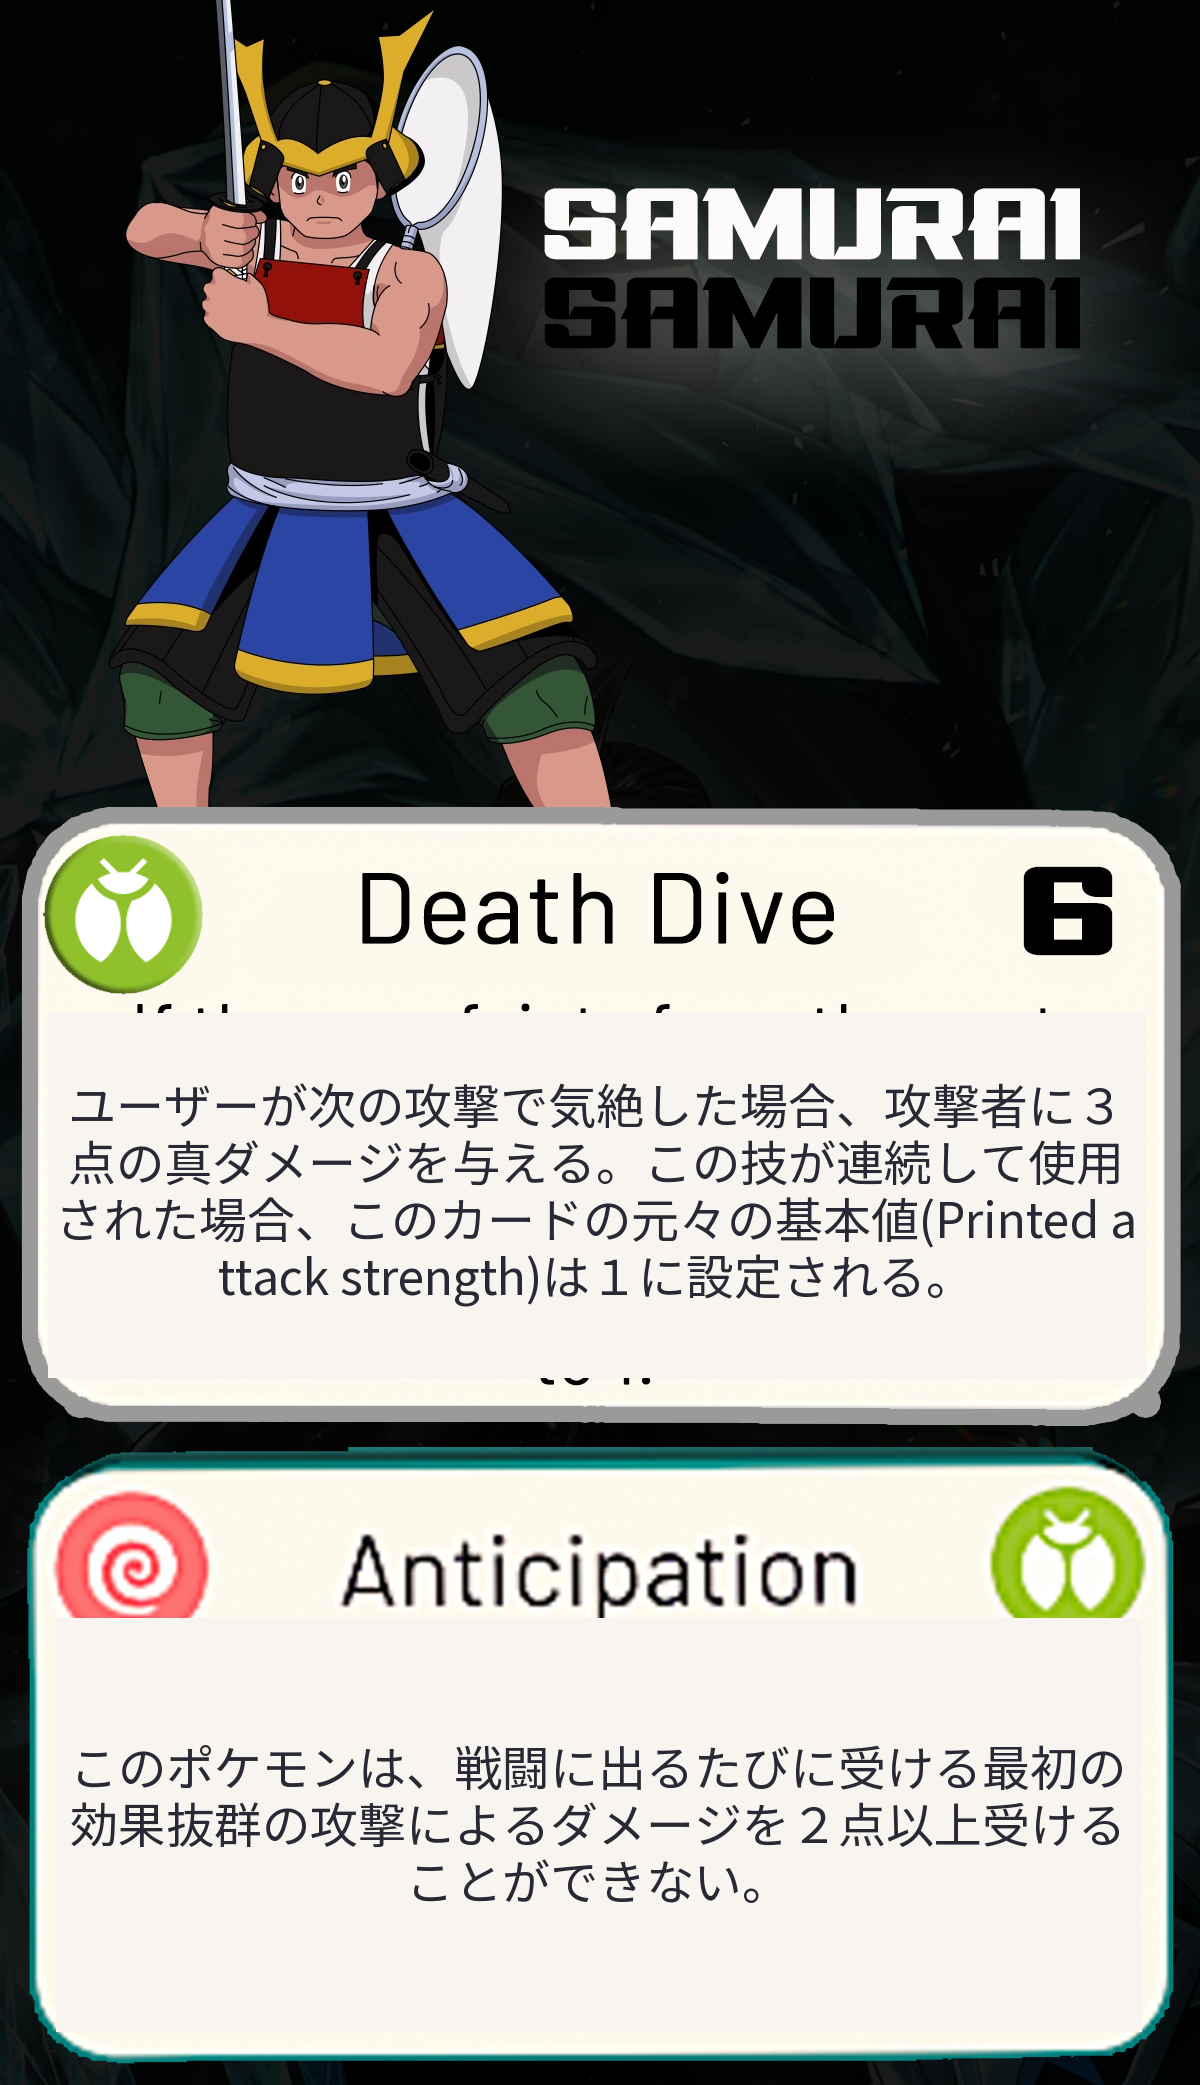 SAMURAI
SAMURAI
Death Dive
6
ユーザーが次の攻撃で気絶した場合、攻撃者に３
点の真ダメージを与える。この技が連続して使用
された場合、このカードの元々の基本値(Printed a
ttack strength)は１に設定される。
Anticipation
このポケモンは、戦闘に出るたびに受ける最初の
効果抜群の攻撃によるダメージを２点以上受ける
ことができない。